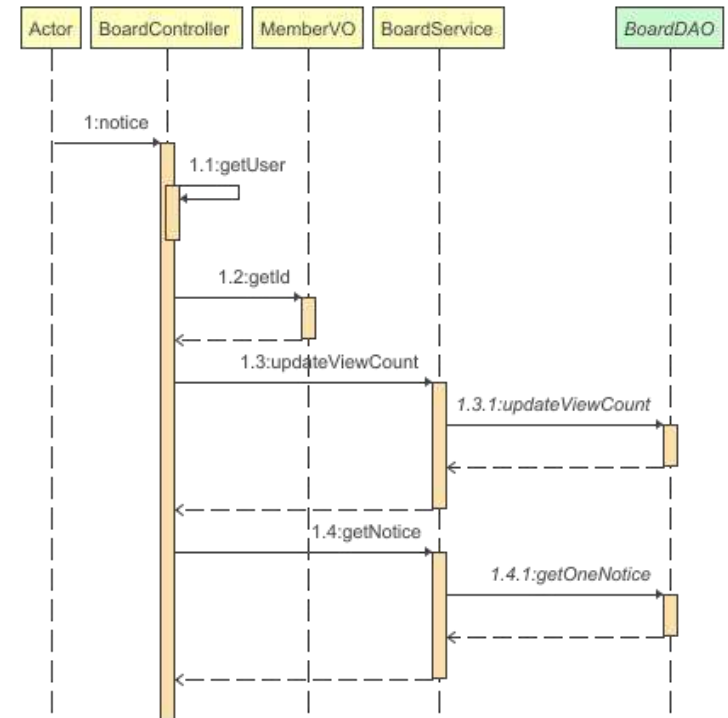 Actor
BoardController
MemberVO
BoardService
BoardDAO
1:notice
1.1:getUser
1.2:getId
1.3:updateViewCount
1.3.1:updateViewCount
1.4:getNotice
1.4.1:getOneNotice